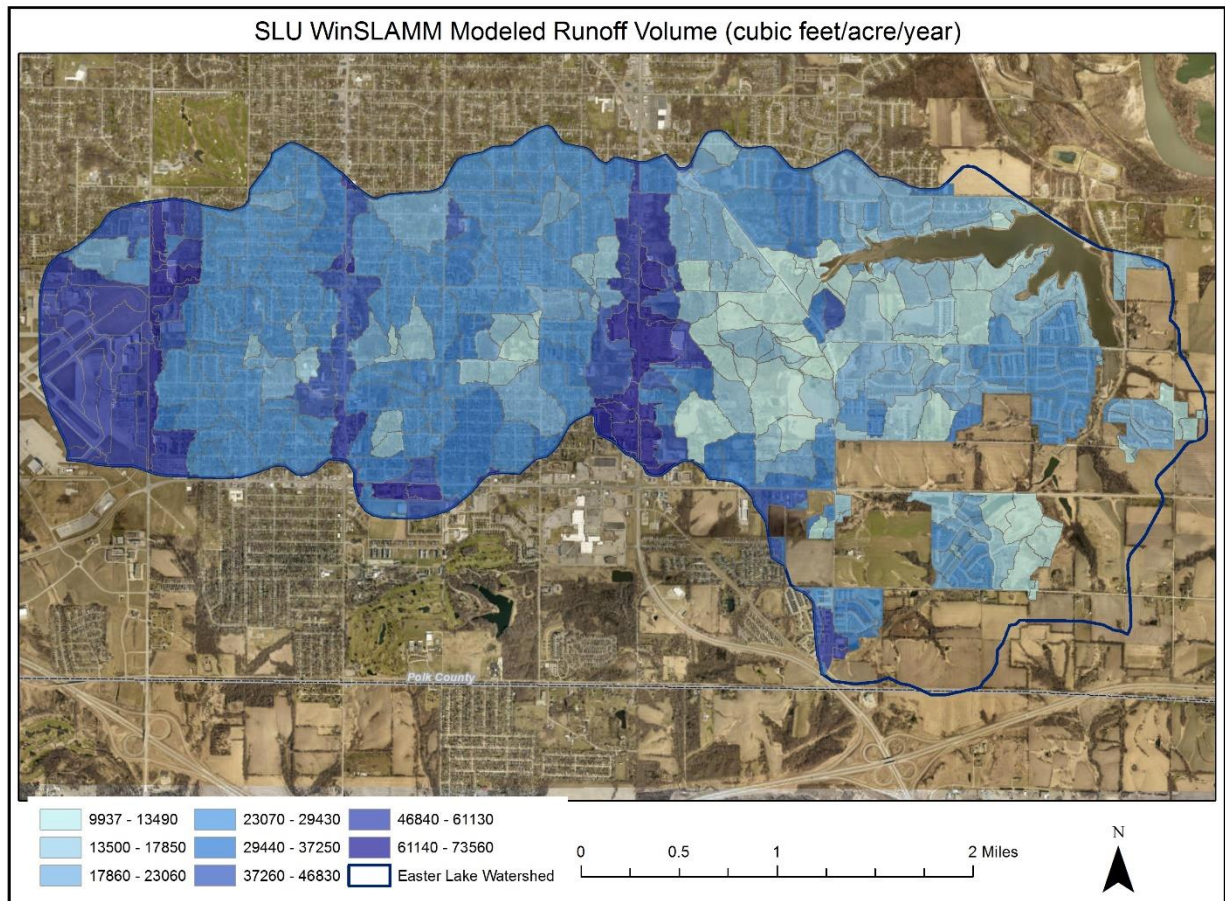 SLU WinSLAMM Modeled Runoff Volume (cubic feet/acre/year)
Polk County
9937 - 13490
13500 - 17850
17860 - 23060
23070 - 29430
29440 - 37250
37260 - 46830
46840 - 61130
61140 - 73560
Easter Lake Watershed
0 0.5 1 2 Miles
N